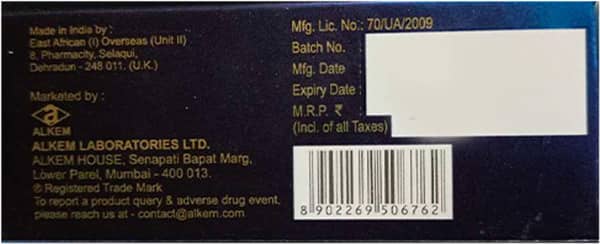 Made in India by :
East African (I) Overseas (Unit II)
8, Pharmacity, Selaqui,
Dehradun - 248 011. (U.K.)
Marketed by :
ALKEM
ALKEM LABORATORIES LTD.
ALKEM HOUSE, Senapati Bapat Marg,
Lower Parel, Mumbai - 400 013.
® Registered Trade Mark
To report a product query & adverse drug event,
please reach us at - contact@alkem.com
Mfg. Lic. No.: 70/UA/2009
Batch No.
Mfg. Date
Expiry Date :
M.R.P. ₹
(Incl. of all Taxes)
8 902269 506762